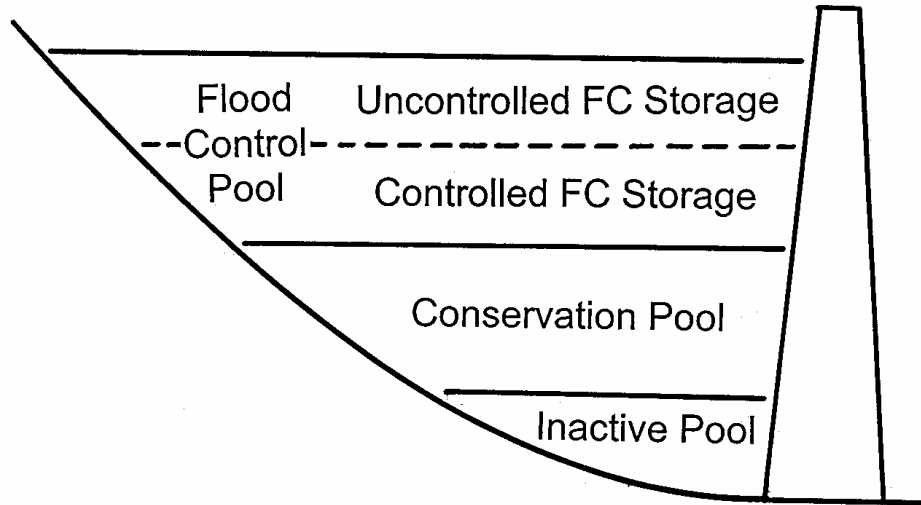 Flood
Control
Pool
Uncontrolled FC Storage
Controlled FC Storage
Conservation Pool
Inactive Pool